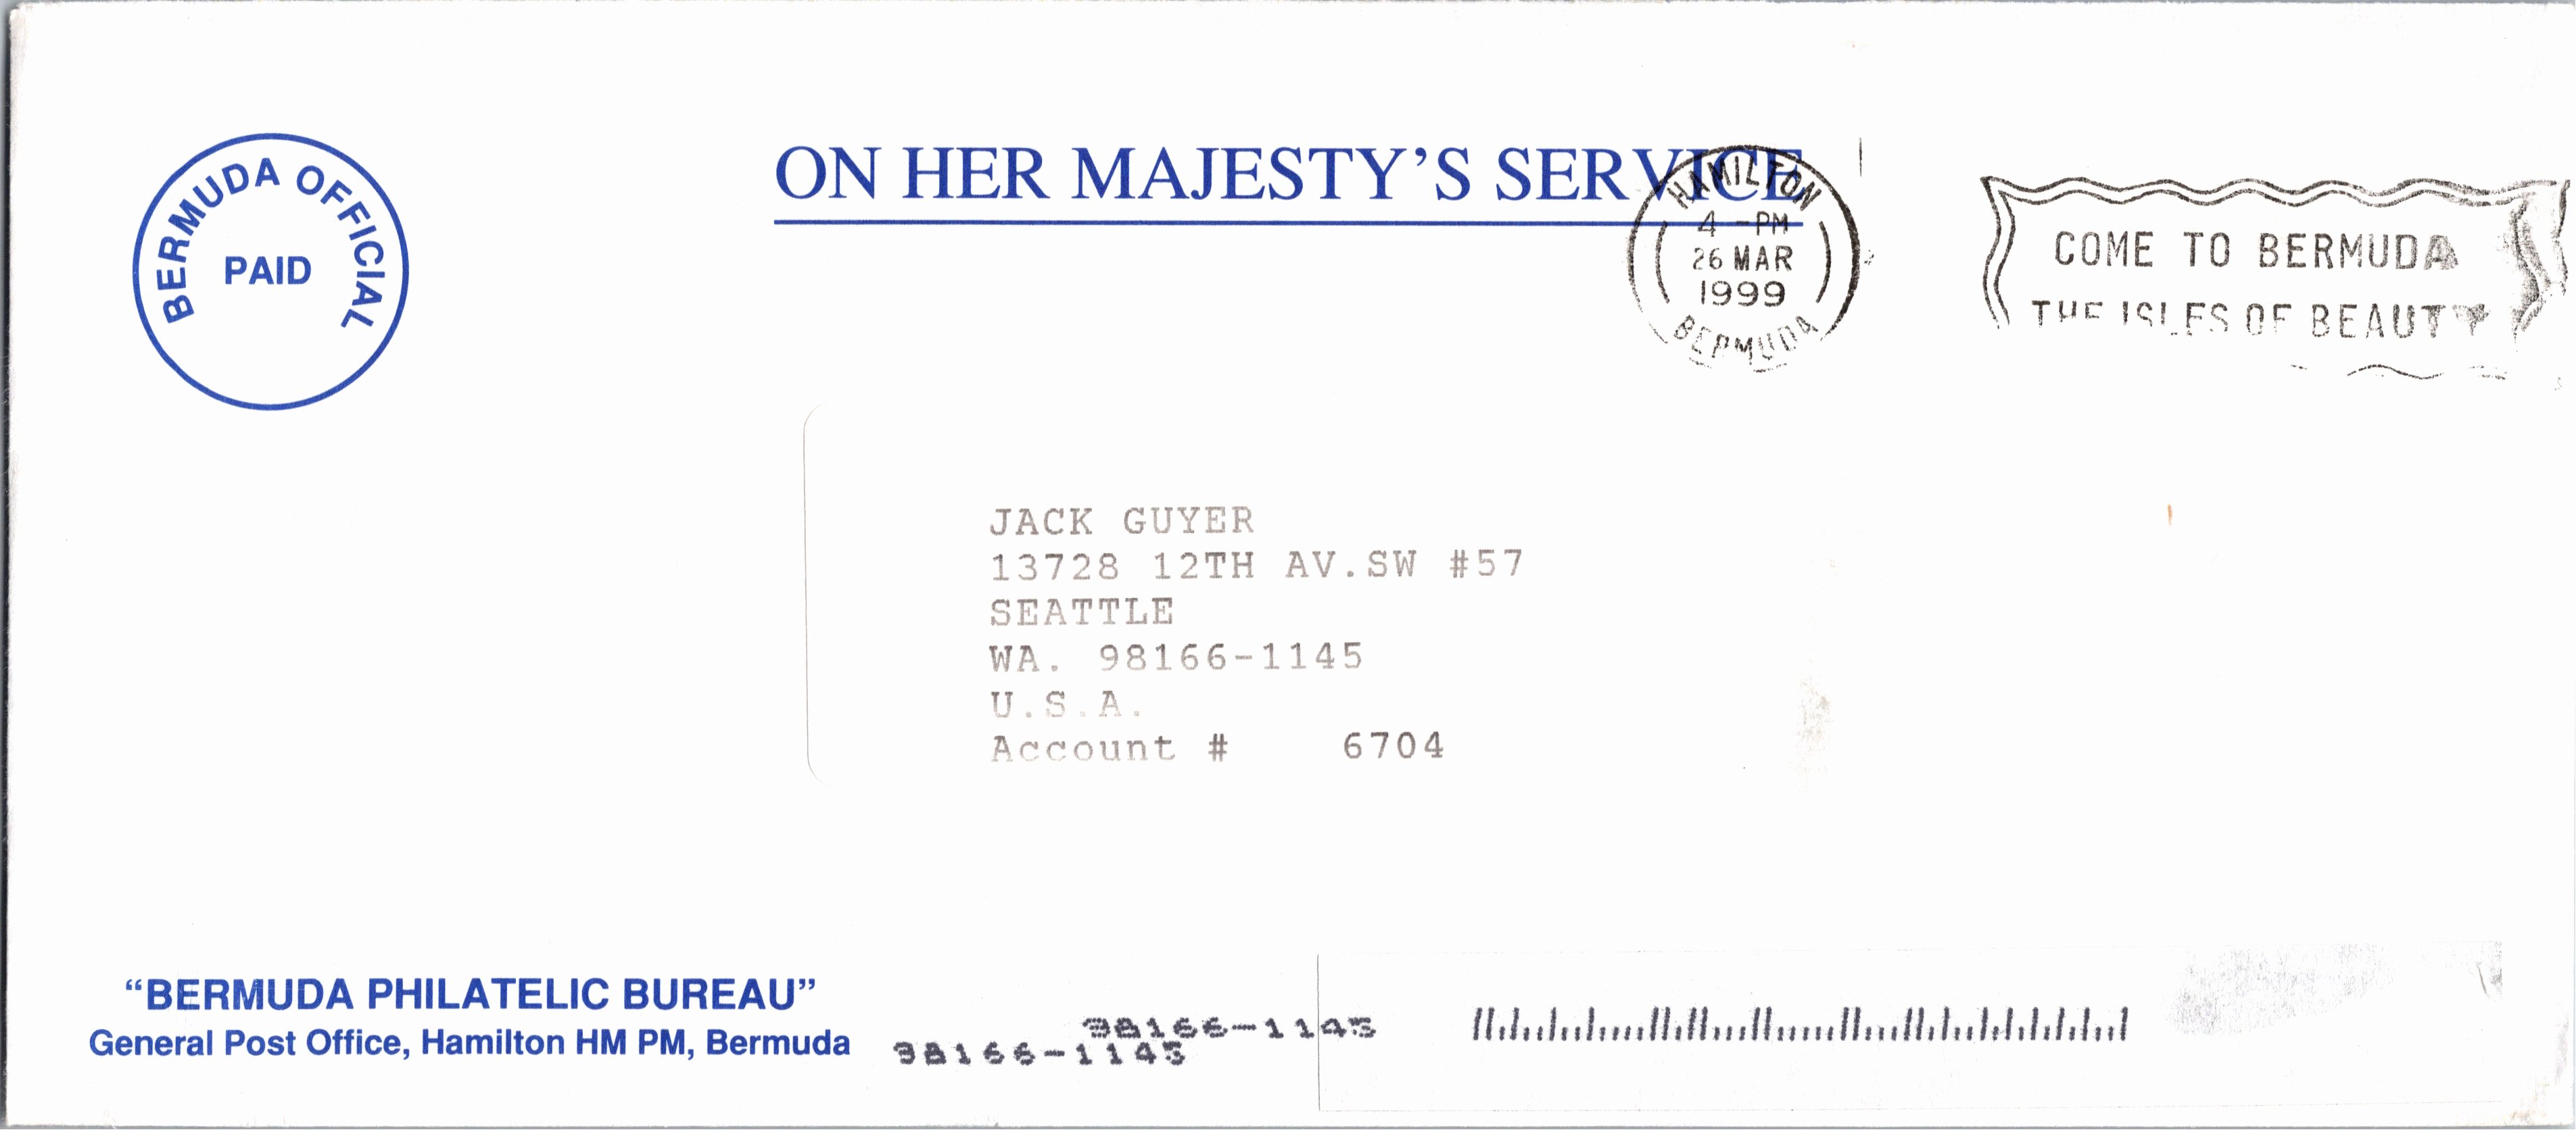 BERMUDA OFFICIAL
PAID
ON HER MAJESTY’S SERVICE
HAMILTON
4 -PM
26 MAR
1999
BERMUDA
COME TO BERMUDA
THE ISLES OF BEAUTY
JACK GUYER
13728 12TH AV.SW #57
SEATTLE
WA. 98166-1145
U.S.A.
Account # 6704
“BERMUDA PHILATELIC BUREAU”
General Post Office, Hamilton HM PM, Bermuda
98166-1145
98166-1145